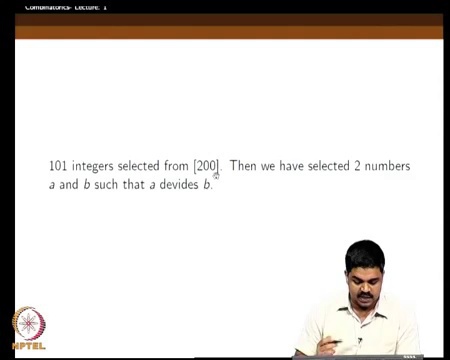 Combinatorics- Lecture: 1
101 integers selected from [200]. Then we have selected 2 numbers
a and b such that a devides b.
NPTEL